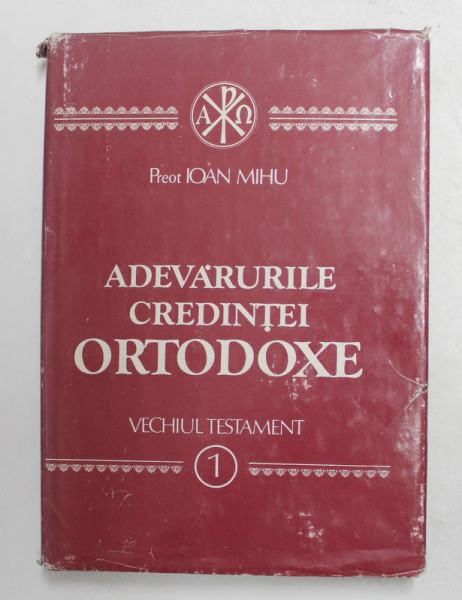 Α Ω
Preot IOAN MIHU
ADEVĂRURILE
CREDINȚEI
ORTODOXE
VECHIUL TESTAMENT
1